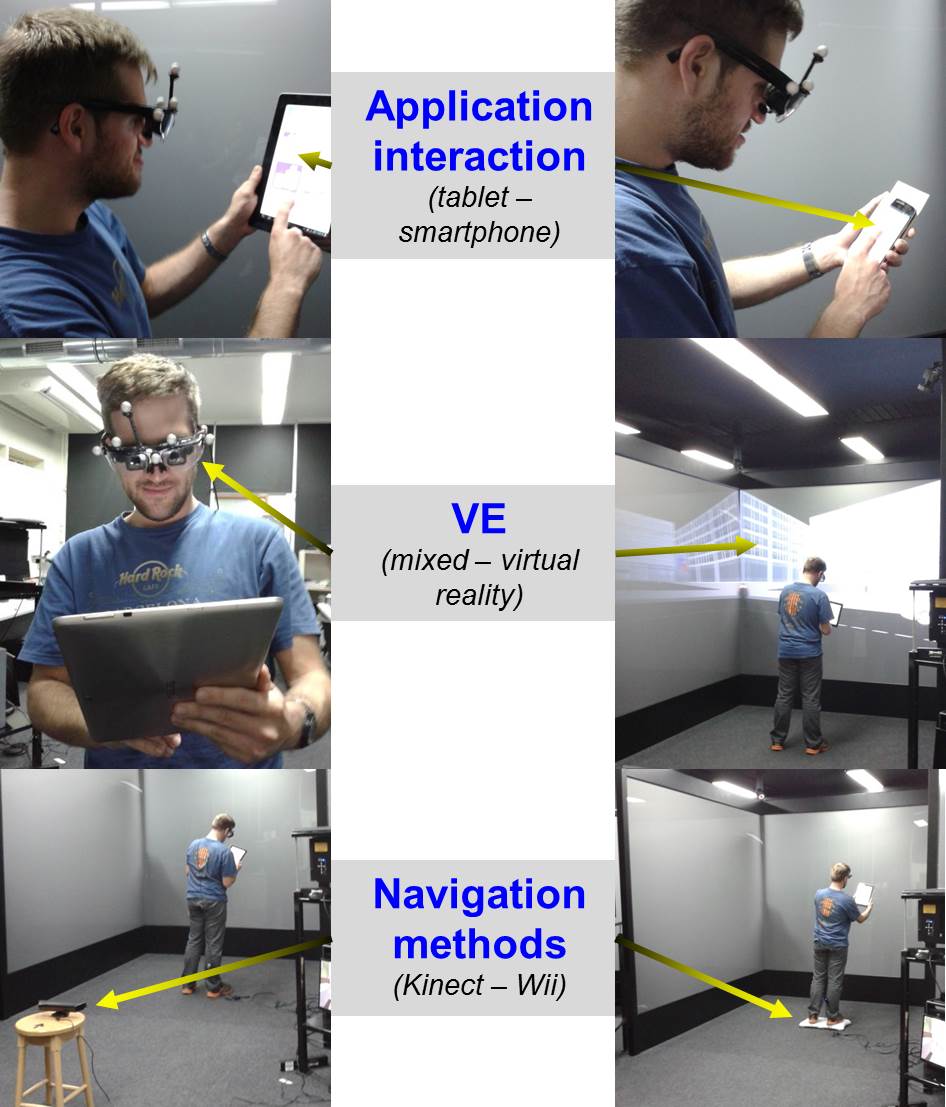 Application
interaction
(tablet –
smartphone)
VE
(mixed – virtual
reality)
Hard Rock
CAFE
Navigation
methods
(Kinect – Wii)